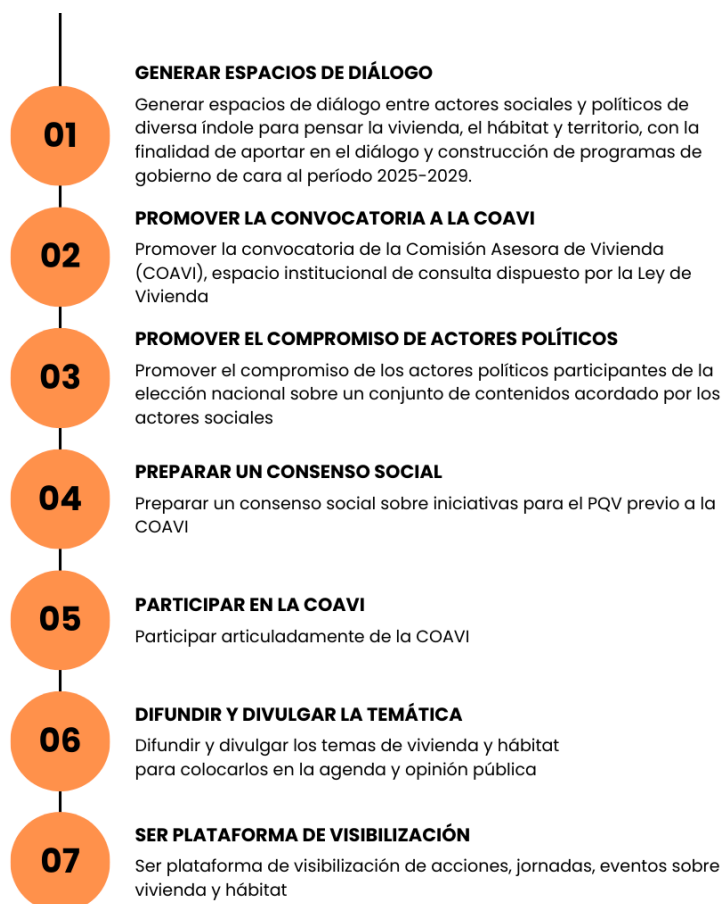 GENERAR ESPACIOS DE DIÁLOGO
01
Generar espacios de diálogo entre actores sociales y políticos de
diversa índole para pensar la vivienda, el hábitat y territorio, con la
finalidad de aportar en el diálogo y construcción de programas de
gobierno de cara al período 2025-2029.
PROMOVER LA CONVOCATORIA A LA COAVI
02
Promover la convocatoria de la Comisión Asesora de Vivienda
(COAVI), espacio institucional de consulta dispuesto por la Ley de
Vivienda
PROMOVER EL COMPROMISO DE ACTORES POLÍTICOS
03
Promover el compromiso de los actores políticos participantes de la
elección nacional sobre un conjunto de contenidos acordado por los
actores sociales
PREPARAR UN CONSENSO SOCIAL
04
Preparar un consenso social sobre iniciativas para el PQV previo a la
COAVI
PARTICIPAR EN LA COAVI
05
Participar articuladamente de la COAVI
DIFUNDIR Y DIVULGAR LA TEMÁTICA
06
Difundir y divulgar los temas de vivienda y hábitat
para colocarlos en la agenda y opinión pública
SER PLATAFORMA DE VISIBILIZACIÓN
07
Ser plataforma de visibilización de acciones, jornadas, eventos sobre
vivienda y hábitat